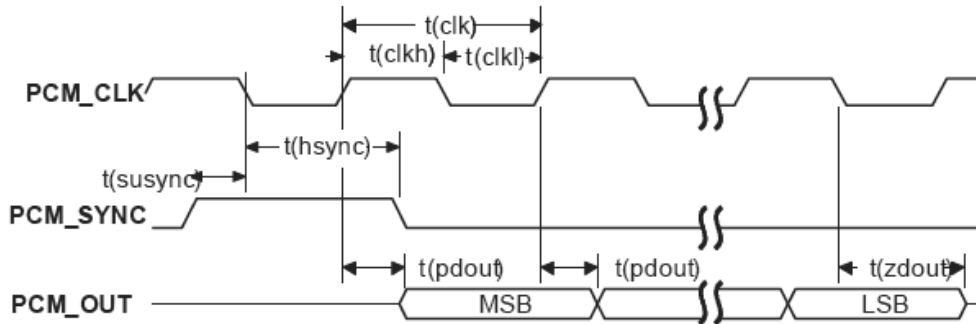 t(clk)
t(clkh) t(clkl)
PCM_CLK
t(hsync)
t(susync)
PCM_SYNC
t(pdout) t(pdout) t(zdout)
PCM_OUT MSB LSB